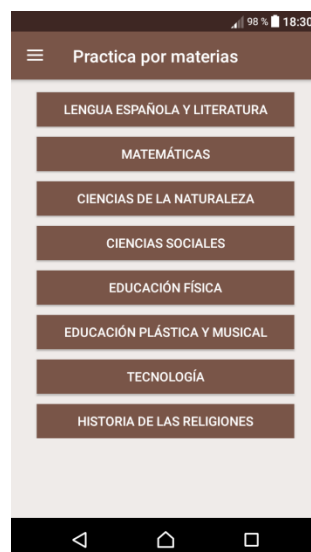 98 % 18:30
Practica por materias
LENGUA ESPAÑOLA Y LITERATURA
MATEMÁTICAS
CIENCIAS DE LA NATURALEZA
CIENCIAS SOCIALES
EDUCACIÓN FÍSICA
EDUCACIÓN PLÁSTICA Y MUSICAL
TECNOLOGÍA
HISTORIA DE LAS RELIGIONES